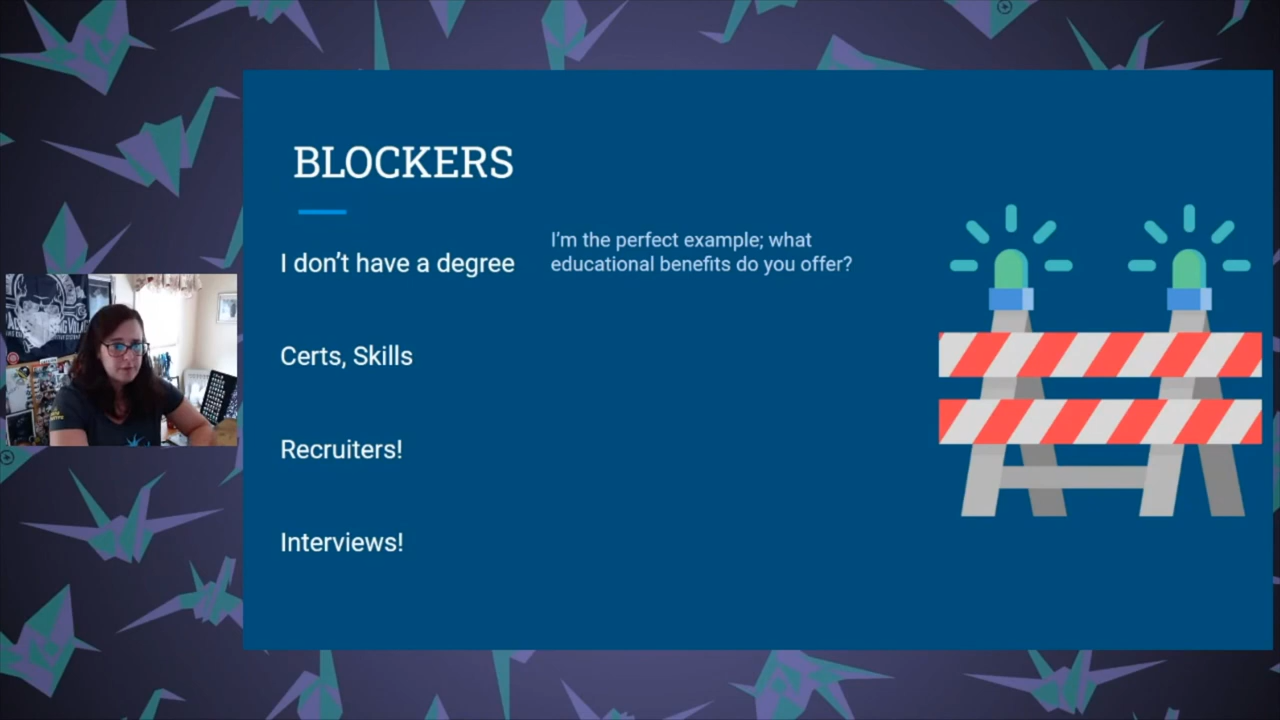 BLOCKERS
I don't have a degree
I'm the perfect example; what
educational benefits do you offer?
Certs, Skills
Recruiters!
Interviews!